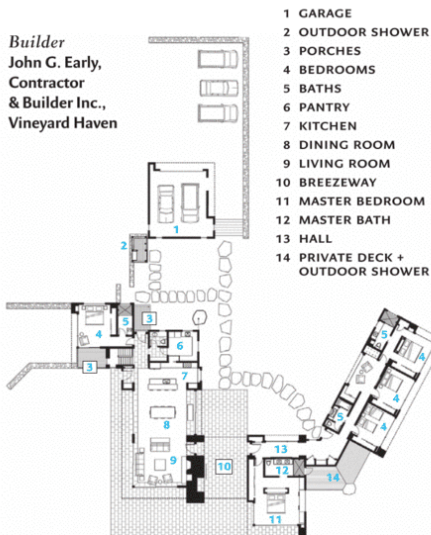 Builder
John G. Early,
Contractor
& Builder Inc.,
Vineyard Haven
1 GARAGE
2 OUTDOOR SHOWER
3 PORCHES
4 BEDROOMS
5 BATHS
6 PANTRY
7 KITCHEN
8 DINING ROOM
9 LIVING ROOM
10 BREEZEWAY
11 MASTER BEDROOM
12 MASTER BATH
13 HALL
14 PRIVATE DECK +
OUTDOOR SHOWER
1
2
5
3
4
6
3
7
8
9
10
5
4
4
5
4
13
12
14
11